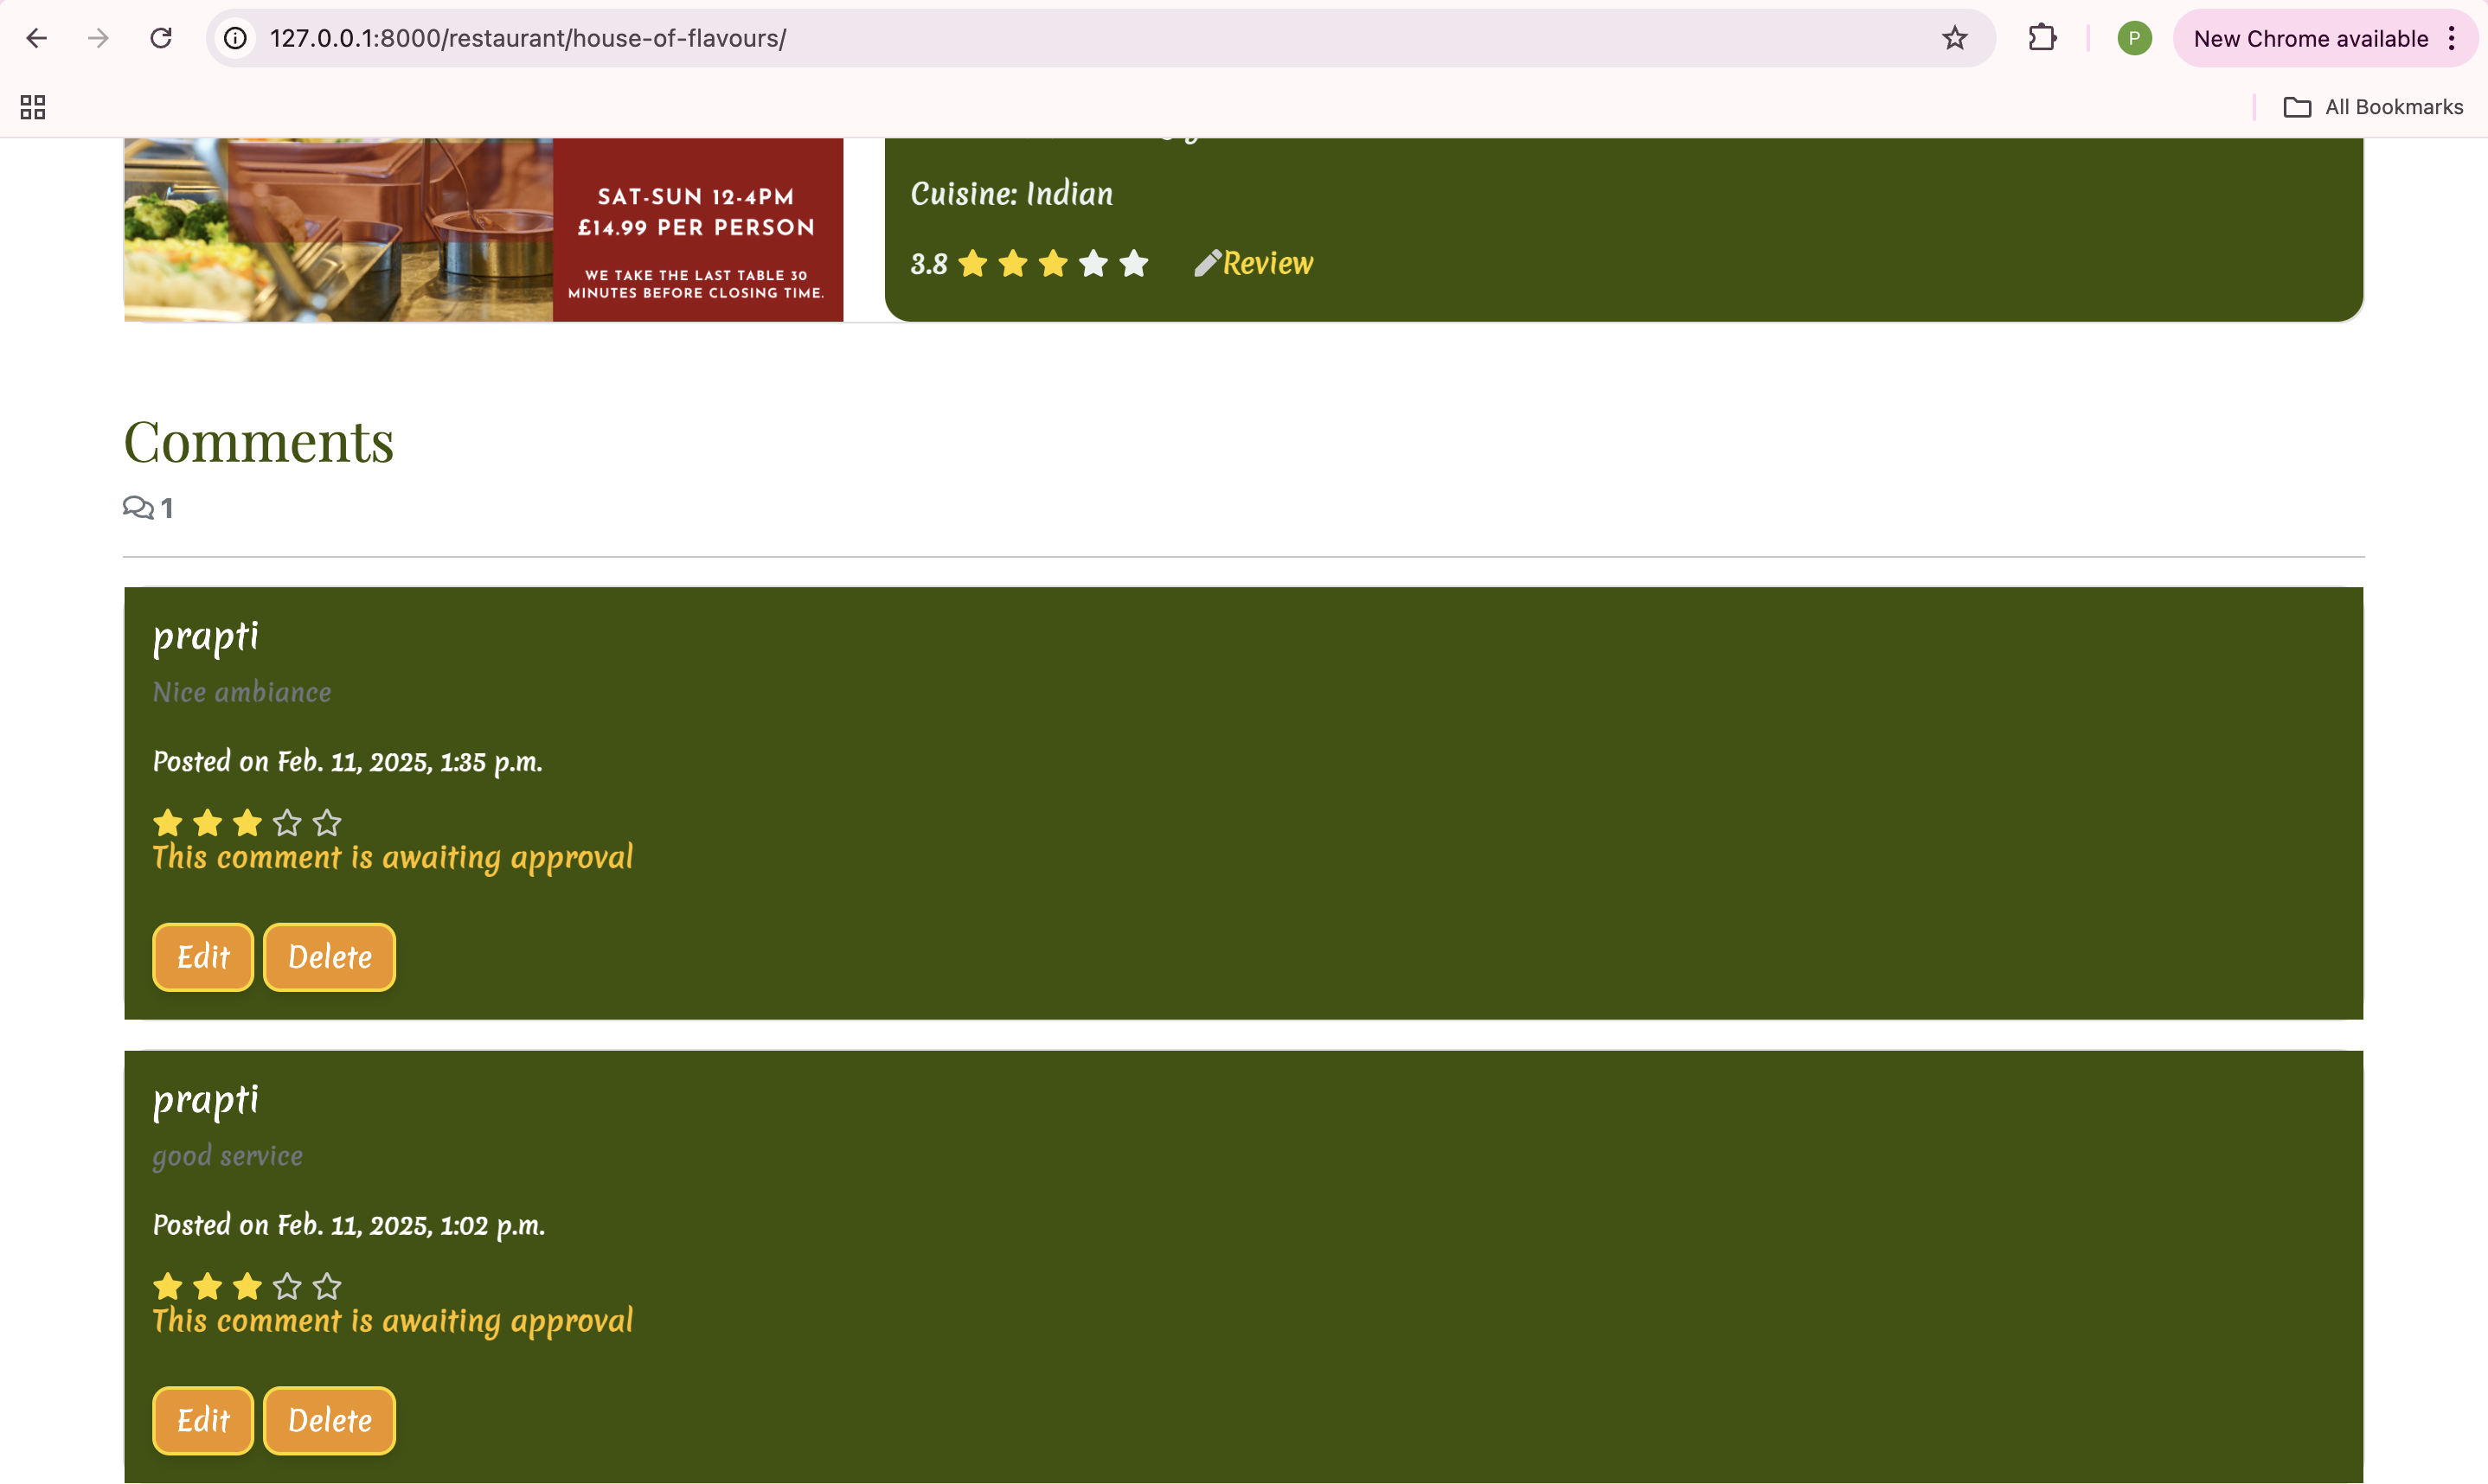 127.0.0.1:8000/restaurant/house-of-flavours/
P
New Chrome available
All Bookmarks
SAT-SUN 12-4PM
£14.99 PER PERSON
WE TAKE THE LAST TABLE 30
MINUTES BEFORE CLOSING TIME.
Cuisine: Indian
3.8 Review
Comments
1
prapti
Nice ambiance
Posted on Feb. 11, 2025, 1:35 p.m.
This comment is awaiting approval
Edit Delete
prapti
good service
Posted on Feb. 11, 2025, 1:02 p.m.
This comment is awaiting approval
Edit Delete